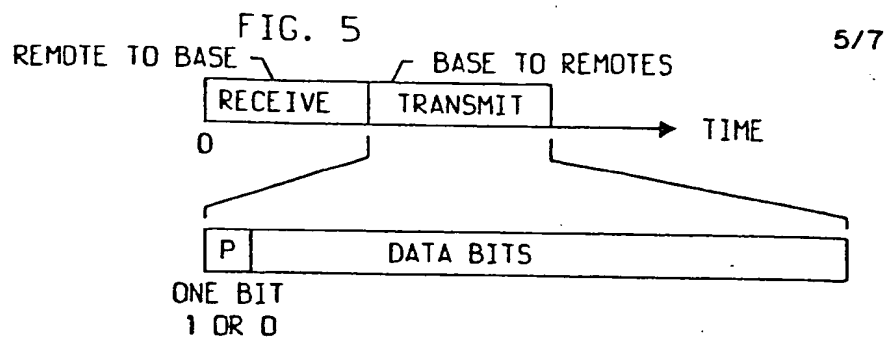 FIG. 5
5/7
REMOTE TO BASE
BASE TO REMOTES
RECEIVE
TRANSMIT
0
TIME
P
DATA BITS
ONE BIT
1 OR 0